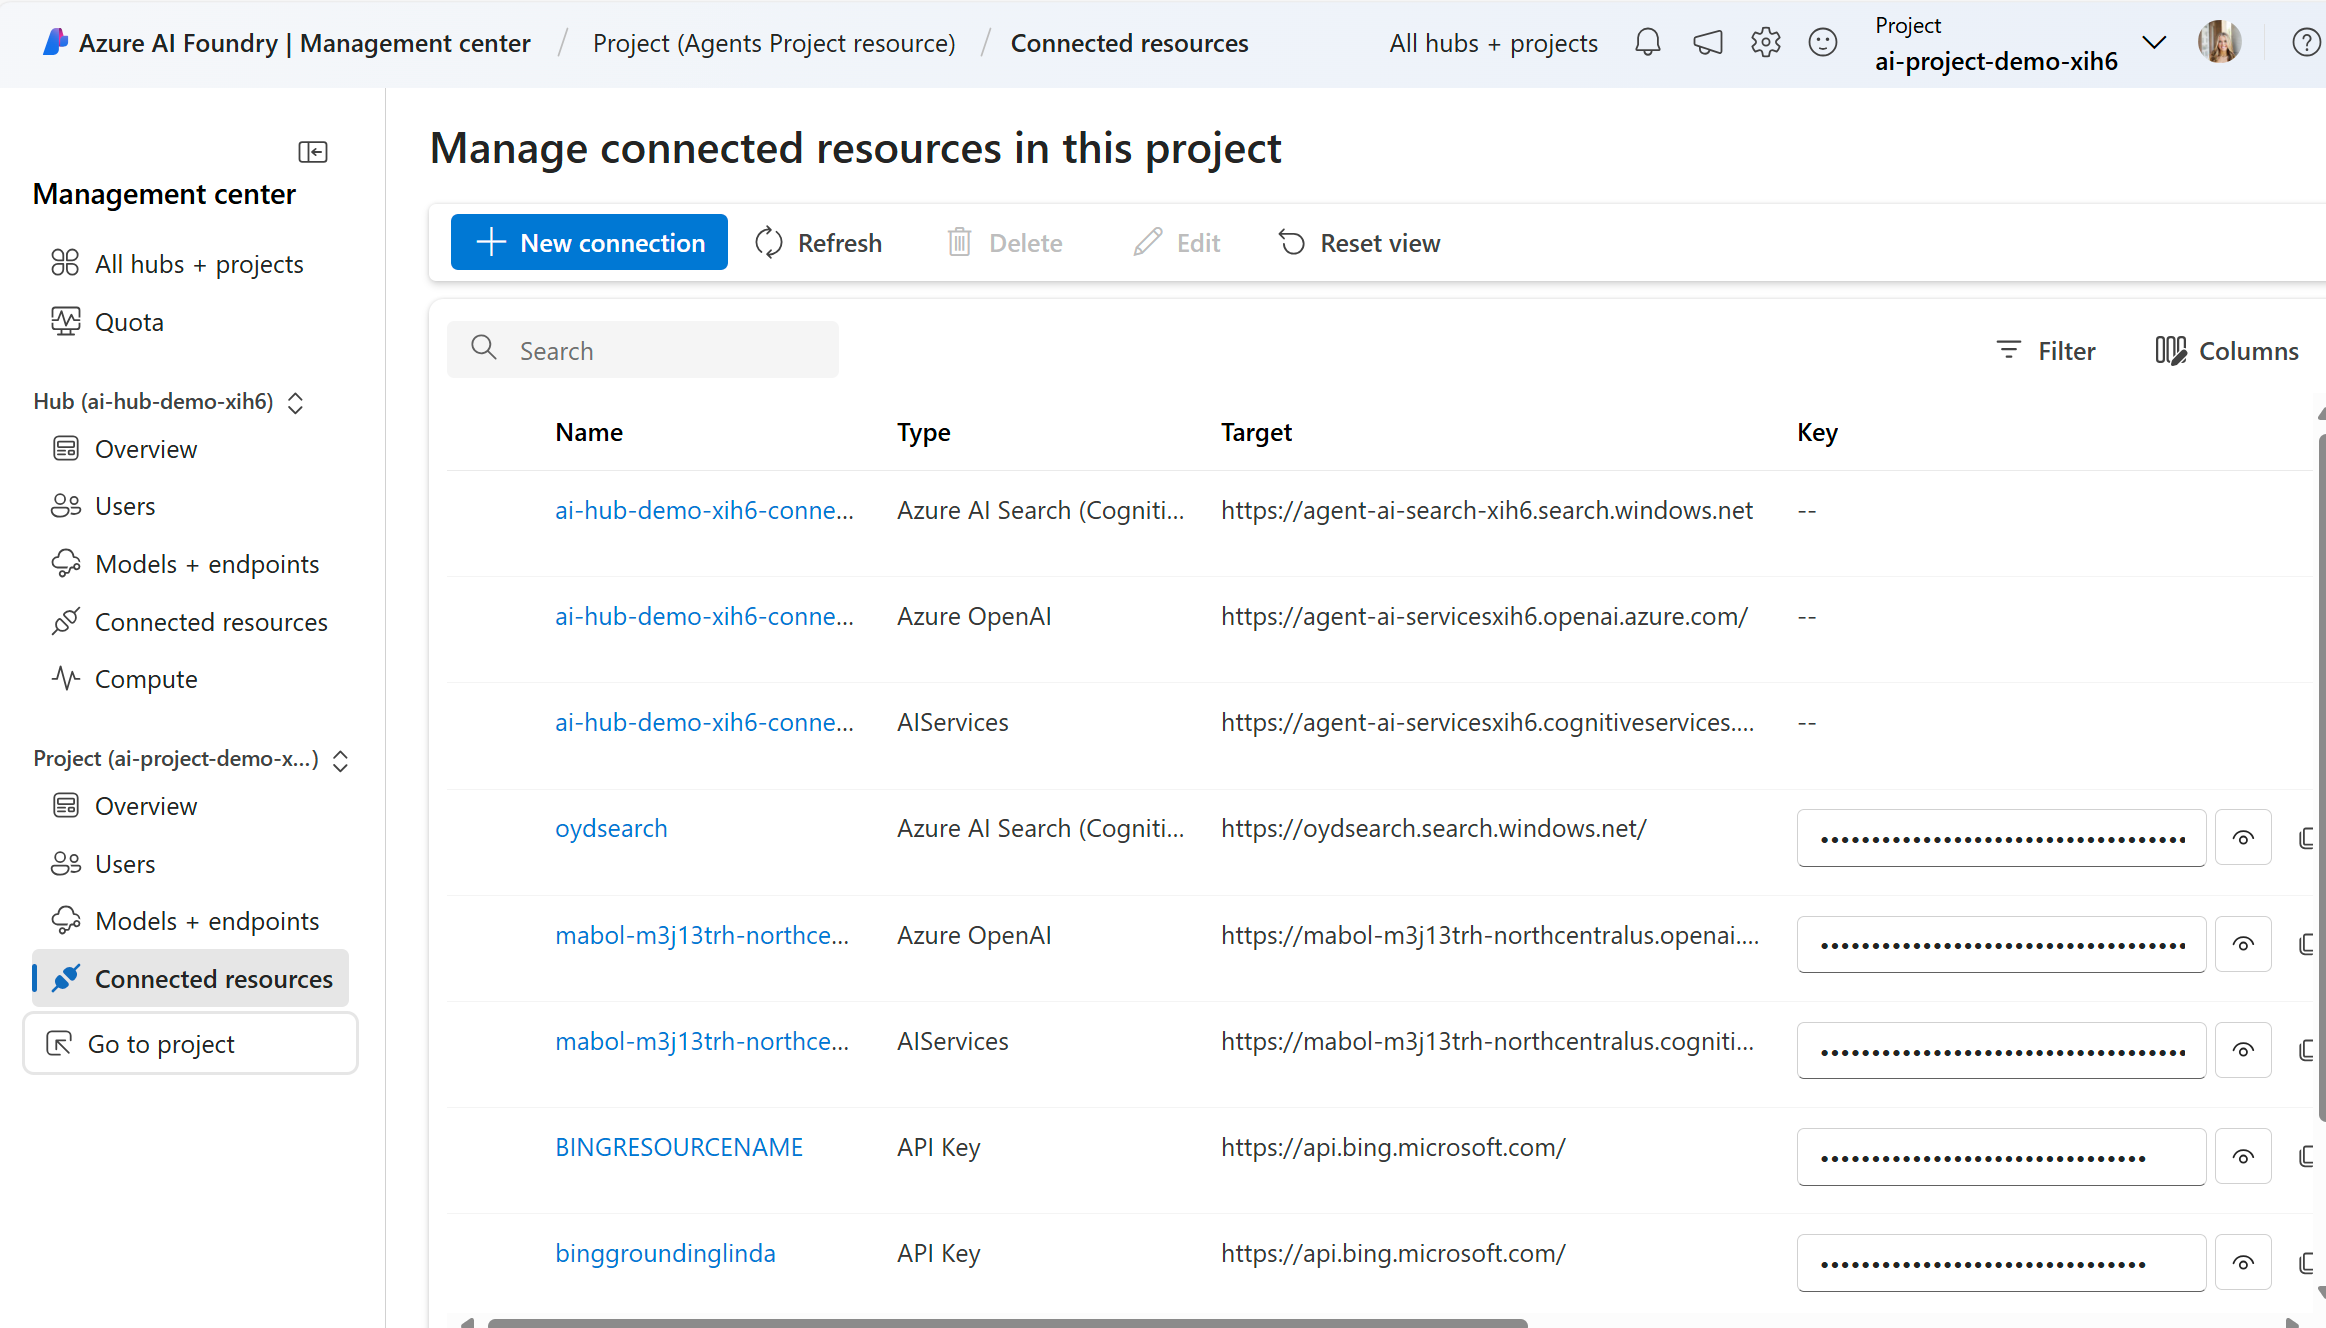 Azure AI Foundry | Management center / Project (Agents Project resource) / Connected resources
All hubs + projects
Project
ai-project-demo-xih6
Management center
All hubs + projects
Quota
Hub (ai-hub-demo-xih6)
Overview
Users
Models + endpoints
Connected resources
Compute
Project (ai-project-demo-x...)
Overview
Users
Models + endpoints
Connected resources
Go to project
Manage connected resources in this project
New connection Refresh Delete Edit Reset view
Search Filter Columns
Name Type Target Key
ai-hub-demo-xih6-conne... Azure AI Search (Cogniti... https://agent-ai-search-xih6.search.windows.net --
ai-hub-demo-xih6-conne... Azure OpenAI https://agent-ai-servicesxih6.openai.azure.com/ --
ai-hub-demo-xih6-conne... AIServices https://agent-ai-servicesxih6.cognitiveservices.... --
oydsearch Azure AI Search (Cogniti... https://oydsearch.search.windows.net/
mabol-m3j13trh-northce... Azure OpenAI https://mabol-m3j13trh-northcentralus.openai....
mabol-m3j13trh-northce... AIServices https://mabol-m3j13trh-northcentralus.cogniti...
BINGRESOURCENAME API Key https://api.bing.microsoft.com/
binggroundinglinda API Key https://api.bing.microsoft.com/